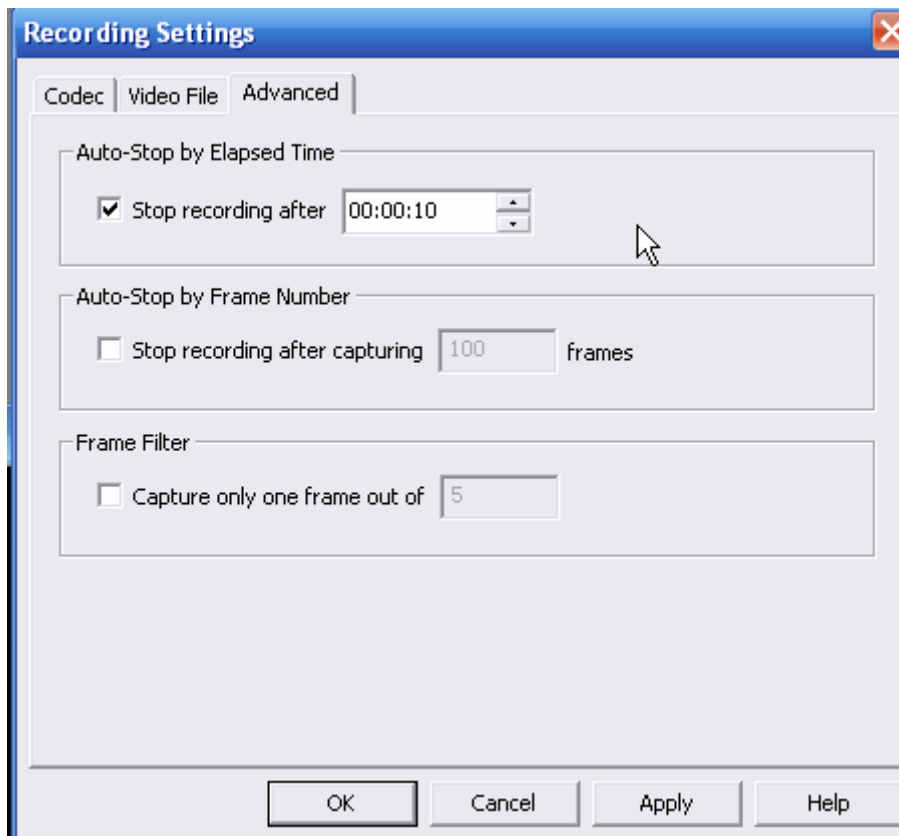 Recording Settings
Codec Video File Advanced
Auto-Stop by Elapsed Time
Stop recording after 00:00:10
Auto-Stop by Frame Number
Stop recording after capturing 100 frames
Frame Filter
Capture only one frame out of 5
OK Cancel Apply Help